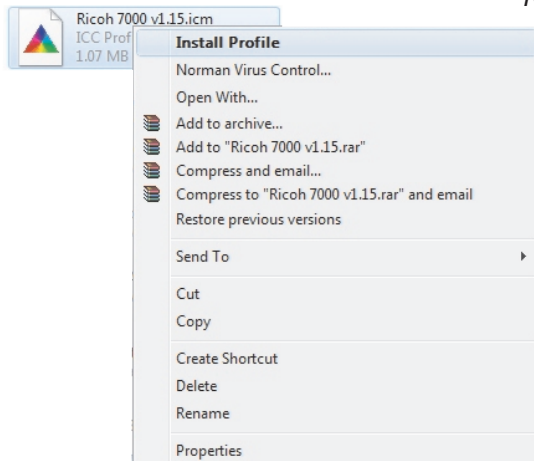 Ricoh 7000 v1.15.icm
ICC Prof
1.07 MB
Install Profile
Norman Virus Control...
Open With...
Add to archive...
Add to "Ricoh 7000 v1.15.rar"
Compress and email...
Compress to "Ricoh 7000 v1.15.rar" and email
Restore previous versions
Send To
Cut
Copy
Create Shortcut
Delete
Rename
Properties